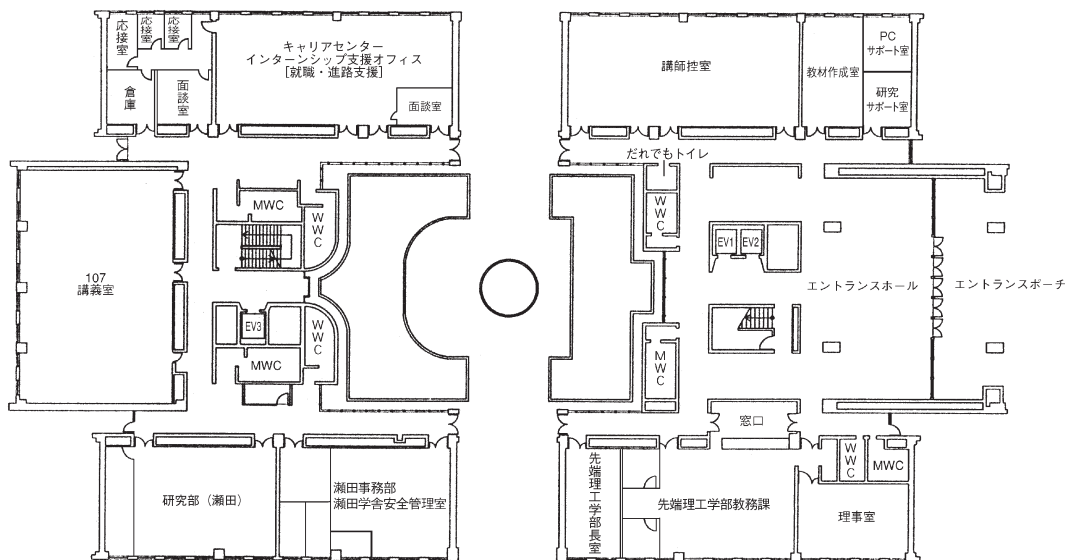 応接室
応接室
応接室
キャリアセンター
インターンシップ支援オフィス
[就職・進路支援]
倉庫
面談室
面談室
講師控室
教材作成室
PC
サポート室
研究
サポート室
だれでもトイレ
MWC
WWC
WWC
EV1
EV2
107
講義室
エントランスホール
エントランスポーチ
EV3
WWC
MWC
MWC
窓口
研究部（瀬田）
瀬田事務部
瀬田学舎安全管理室
先端理工学部長室
先端理工学部教務課
WWC
MWC
理事室